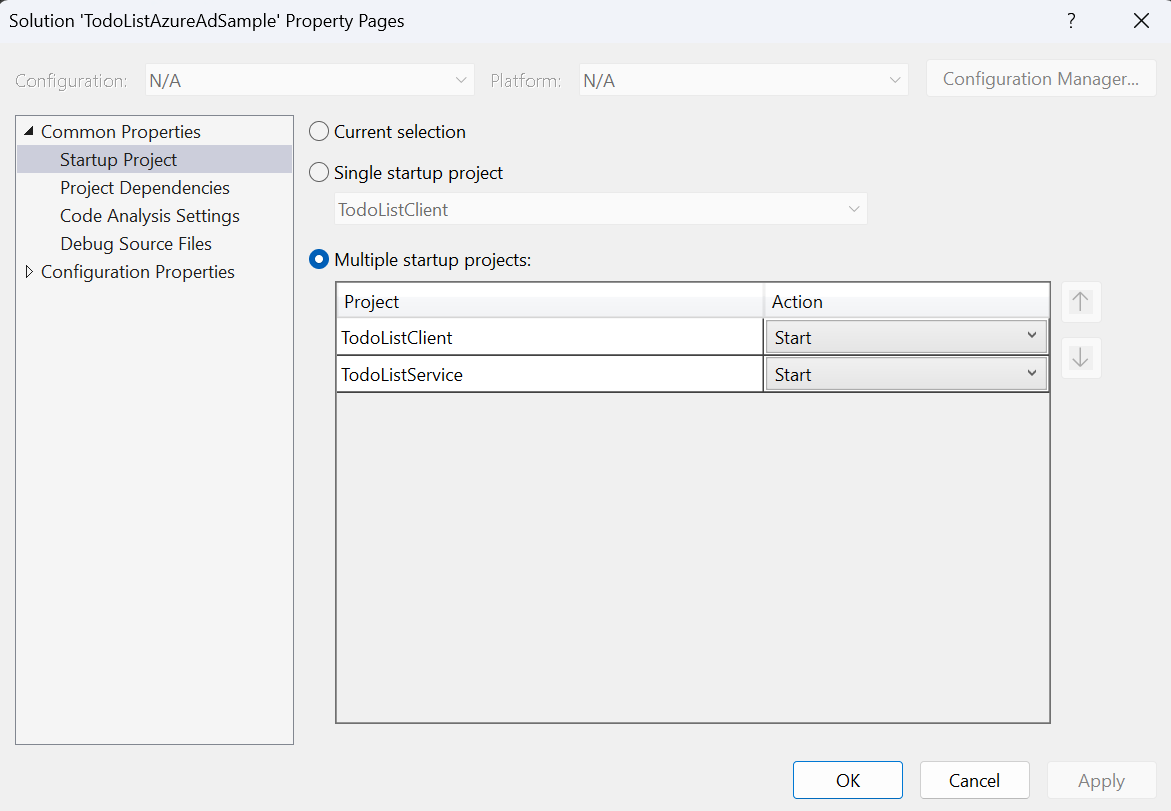 Solution 'TodoListAzureAdSample' Property Pages
?
Configuration: N/A Platform: N/A Configuration Manager...
Common Properties
Startup Project
Project Dependencies
Code Analysis Settings
Debug Source Files
Configuration Properties
Current selection
Single startup project
TodoListClient
Multiple startup projects:
Project Action
TodoListClient Start
TodoListService Start
OK Cancel Apply